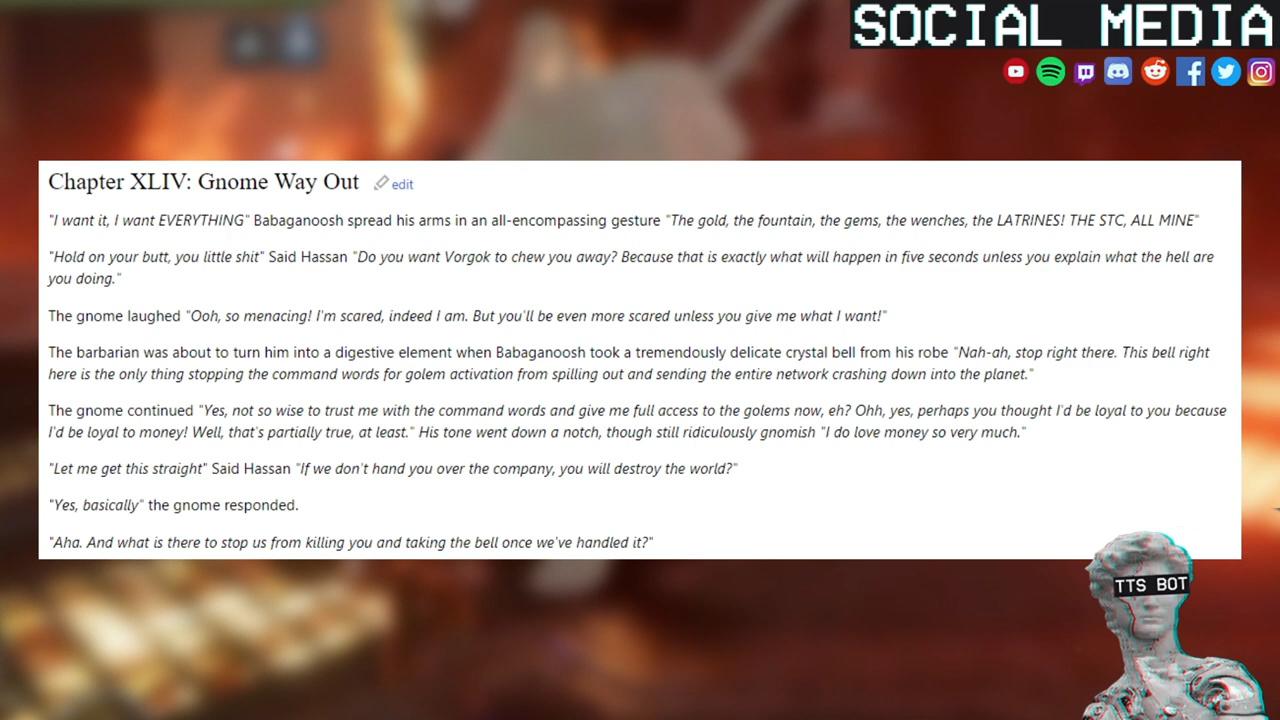 SOCIAL MEDIA
Chapter XLIV: Gnome Way Out edit
"I want it, I want EVERYTHING" Babaganoosh spread his arms in an all-encompassing gesture "The gold, the fountain, the gems, the wenches, the LATRINES! THE STC, ALL MINE"
"Hold on your butt, you little shit" Said Hassan "Do you want Vorgok to chew you away? Because that is exactly what will happen in five seconds unless you explain what the hell are
you doing."
The gnome laughed "Ooh, so menacing! I'm scared, indeed I am. But you'll be even more scared unless you give me what I want!"
The barbarian was about to turn him into a digestive element when Babaganoosh took a tremendously delicate crystal bell from his robe "Nah-ah, stop right there. This bell right
here is the only thing stopping the command words for golem activation from spilling out and sending the entire network crashing down into the planet."
The gnome continued "Yes, not so wise to trust me with the command words and give me full access to the golems now, eh? Ohh, yes, perhaps you thought I'd be loyal to you because
I'd be loyal to money! Well, that's partially true, at least." His tone went down a notch, though still ridiculously gnomish "I do love money so very much."
"Let me get this straight" Said Hassan "If we don't hand you over the company, you will destroy the world?"
"Yes, basically" the gnome responded.
"Aha. And what is there to stop us from killing you and taking the bell once we've handled it?"
TTS BOT